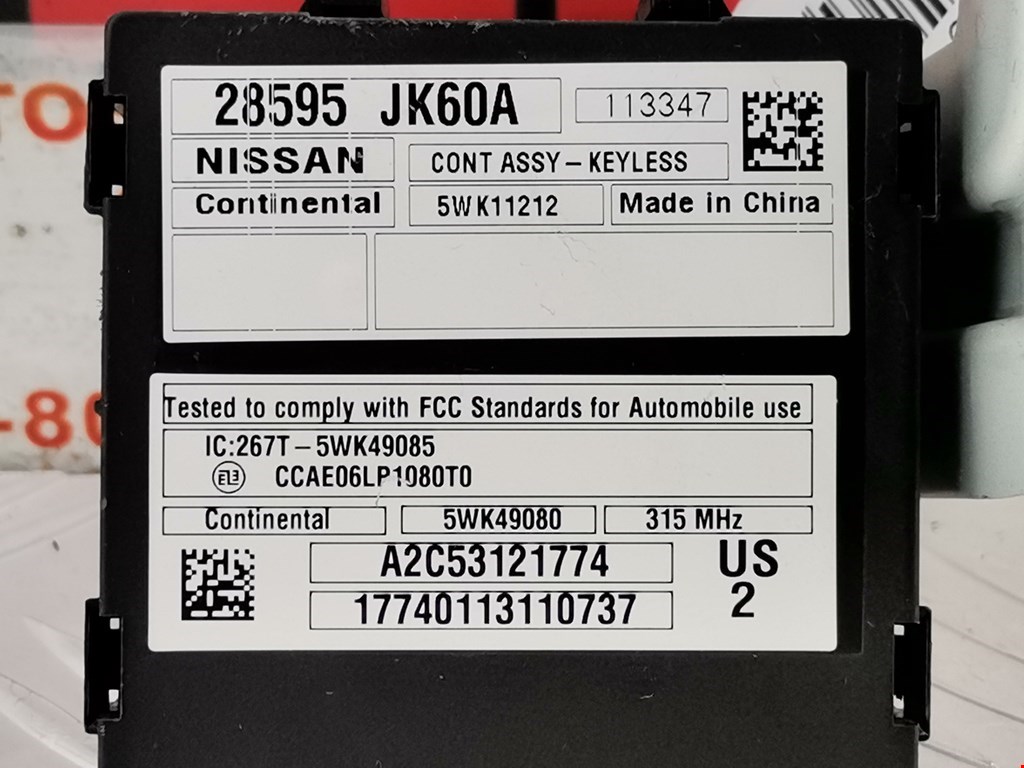 28595 JK60A 113347
NISSAN CONT ASSY – KEYLESS
Continental 5WK11212 Made in China
Tested to comply with FCC Standards for Automobile use
IC:267T – 5WK49085
CCAE06LP1080T0
Continental 5WK49080 315 MHz
A2C53121774 US
17740113110737 2